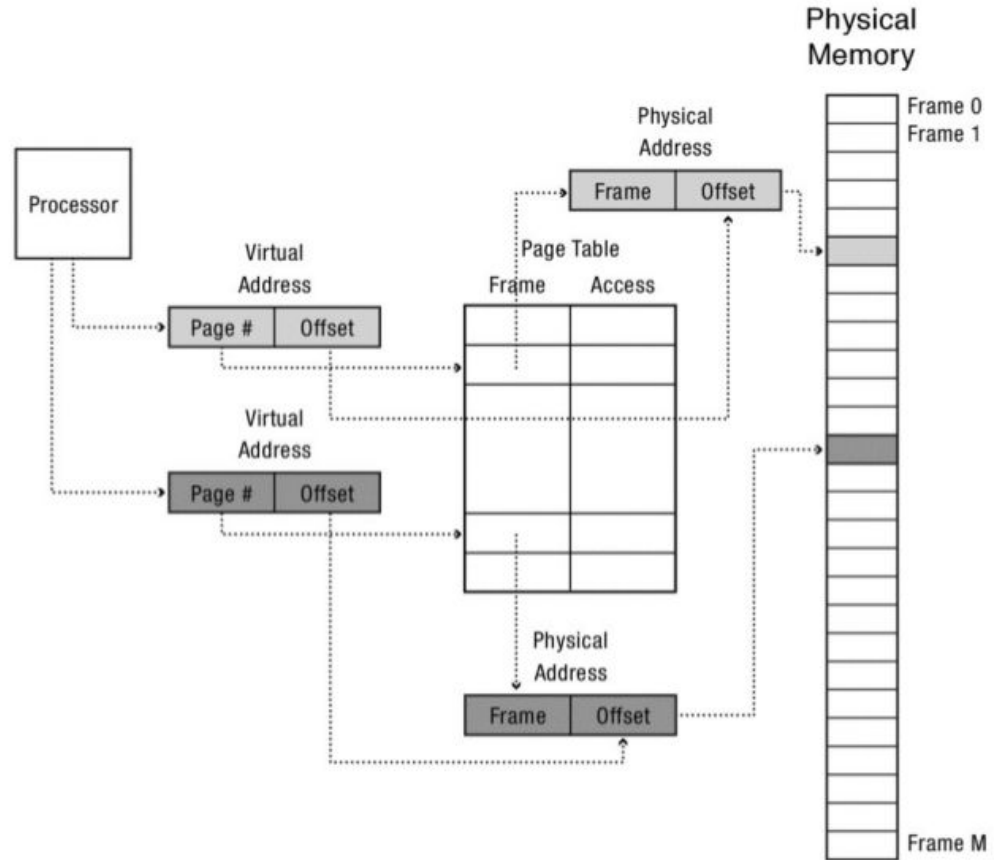 Physical
Memory
Frame 0
Frame 1
Physical
Address
Frame Offset
Processor
Virtual
Address
Page # Offset
Page Table
Frame Access
Virtual
Address
Page # Offset
Physical
Address
Frame Offset
Frame M